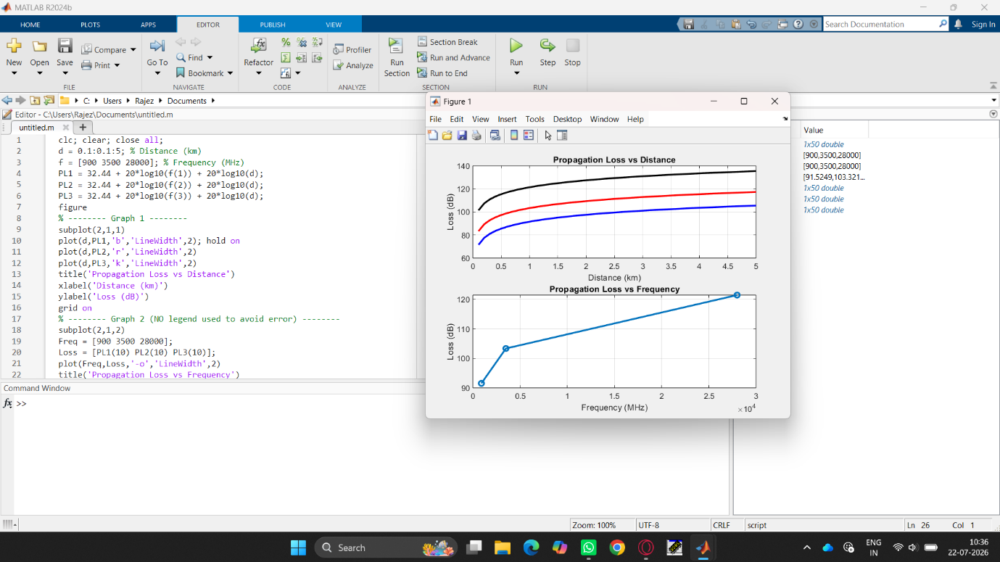 MATLAB R2024b
HOME PLOTS APPS EDITOR PUBLISH VIEW Search Documentation Sign In
New Open Save Compare Print
Go To Find Bookmark
Refactor
Profiler Analyze
Run Section Section Break Run and Advance Run to End
Run Step Stop
FILE NAVIGATE CODE ANALYZE SECTION RUN
C: Users Rajez Documents
Editor - C:\Users\Rajez\Documents\untitled.m
untitled.m
1 clc; clear; close all;
2 d = 0.1:0.1:5; % Distance (km)
3 f = [900 3500 28000]; % Frequency (MHz)
4 PL1 = 32.44 + 20*log10(f(1)) + 20*log10(d);
5 PL2 = 32.44 + 20*log10(f(2)) + 20*log10(d);
6 PL3 = 32.44 + 20*log10(f(3)) + 20*log10(d);
7 figure
8 % -------- Graph 1 --------
9 subplot(2,1,1)
10 plot(d,PL1,'b','LineWidth',2); hold on
11 plot(d,PL2,'r','LineWidth',2)
12 plot(d,PL3,'k','LineWidth',2)
13 title('Propagation Loss vs Distance')
14 xlabel('Distance (km)')
15 ylabel('Loss (dB)')
16 grid on
17 % -------- Graph 2 (NO legend used to avoid error) --------
18 subplot(2,1,2)
19 Freq = [900 3500 28000];
20 Loss = [PL1(10) PL2(10) PL3(10)];
21 plot(Freq,Loss,'-o','LineWidth',2)
22 title('Propagation Loss vs Frequency')
Command Window
fx >>
Figure 1
File Edit View Insert Tools Desktop Window Help
Propagation Loss vs Distance
Loss (dB)
140
120
100
80
60
0 0.5 1 1.5 2 2.5 3 3.5 4 4.5 5
Distance (km)
Propagation Loss vs Frequency
Loss (dB)
120
110
100
90
0 0.5 1 1.5 2 2.5 3
Frequency (MHz) ×10^4
Value
1x50 double
[900,3500,28000]
[900,3500,28000]
[91.5249,103.321...
1x50 double
1x50 double
1x50 double
Zoom: 100% UTF-8 CRLF script Ln 26 Col 1
Search
ENG
IN
10:36
22-07-2026